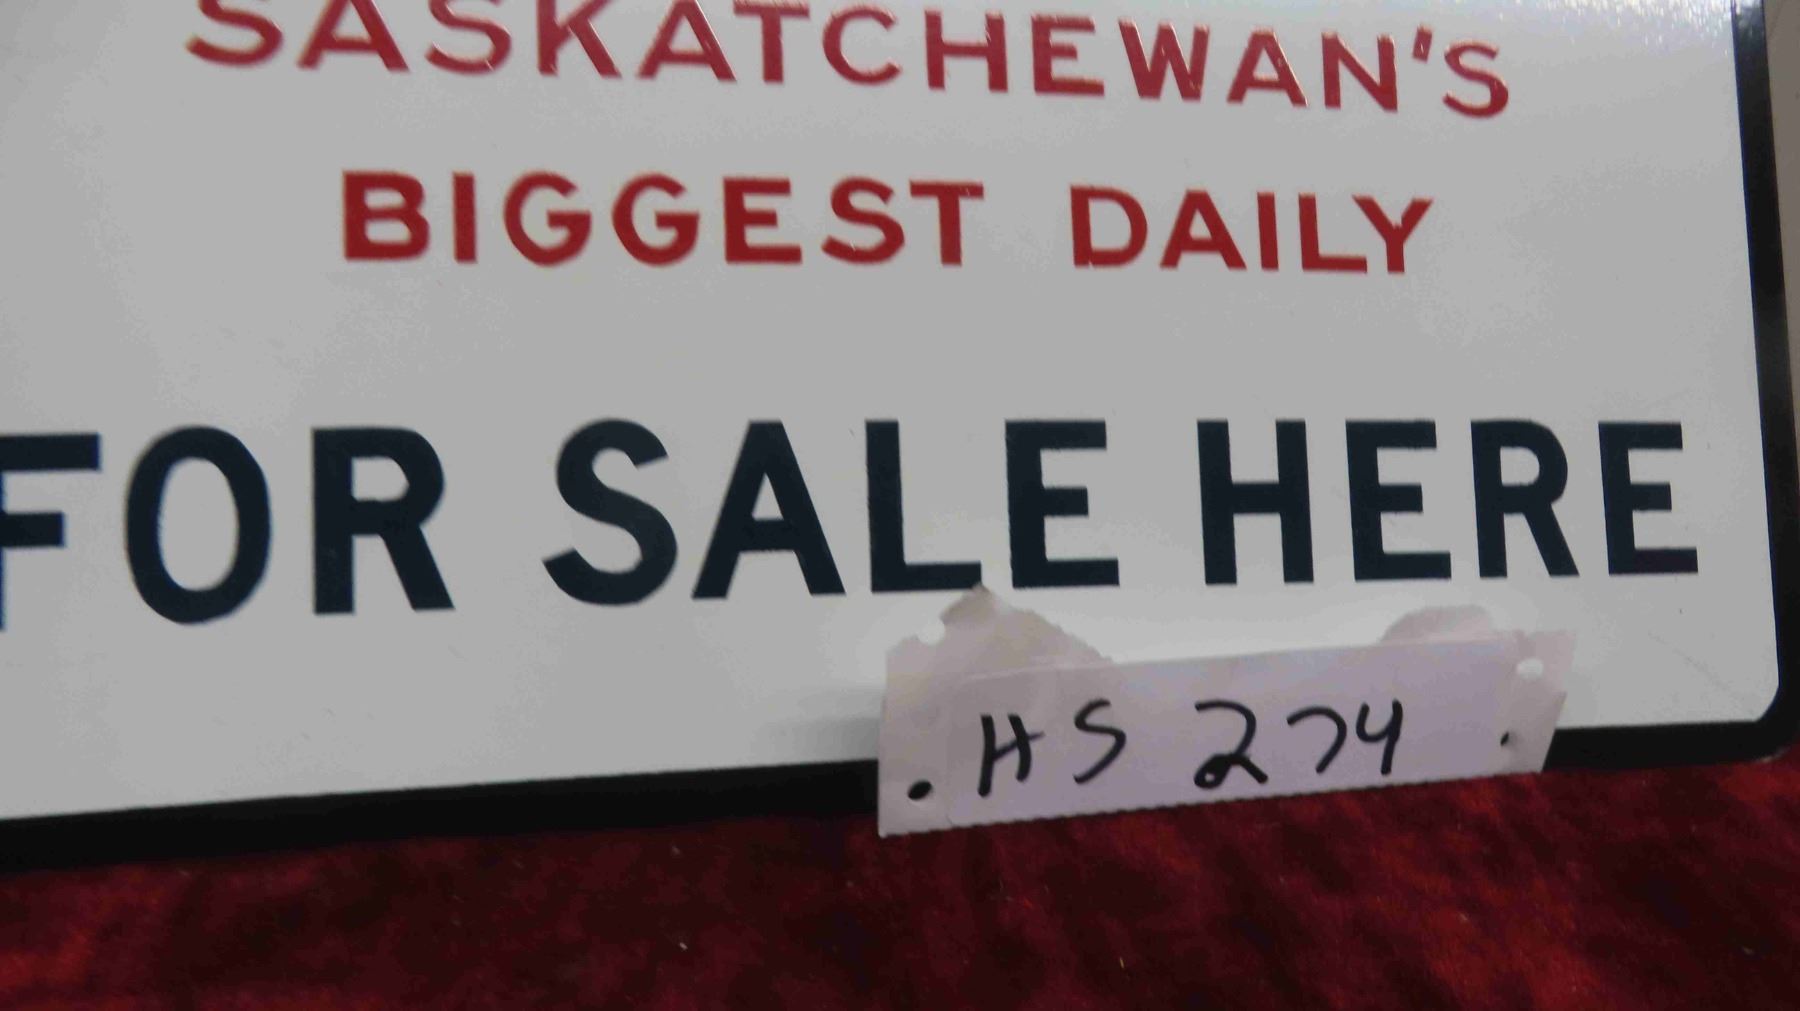 SASKATCHEWAN'S
BIGGEST DAILY
FOR SALE HERE
. HS 274 .